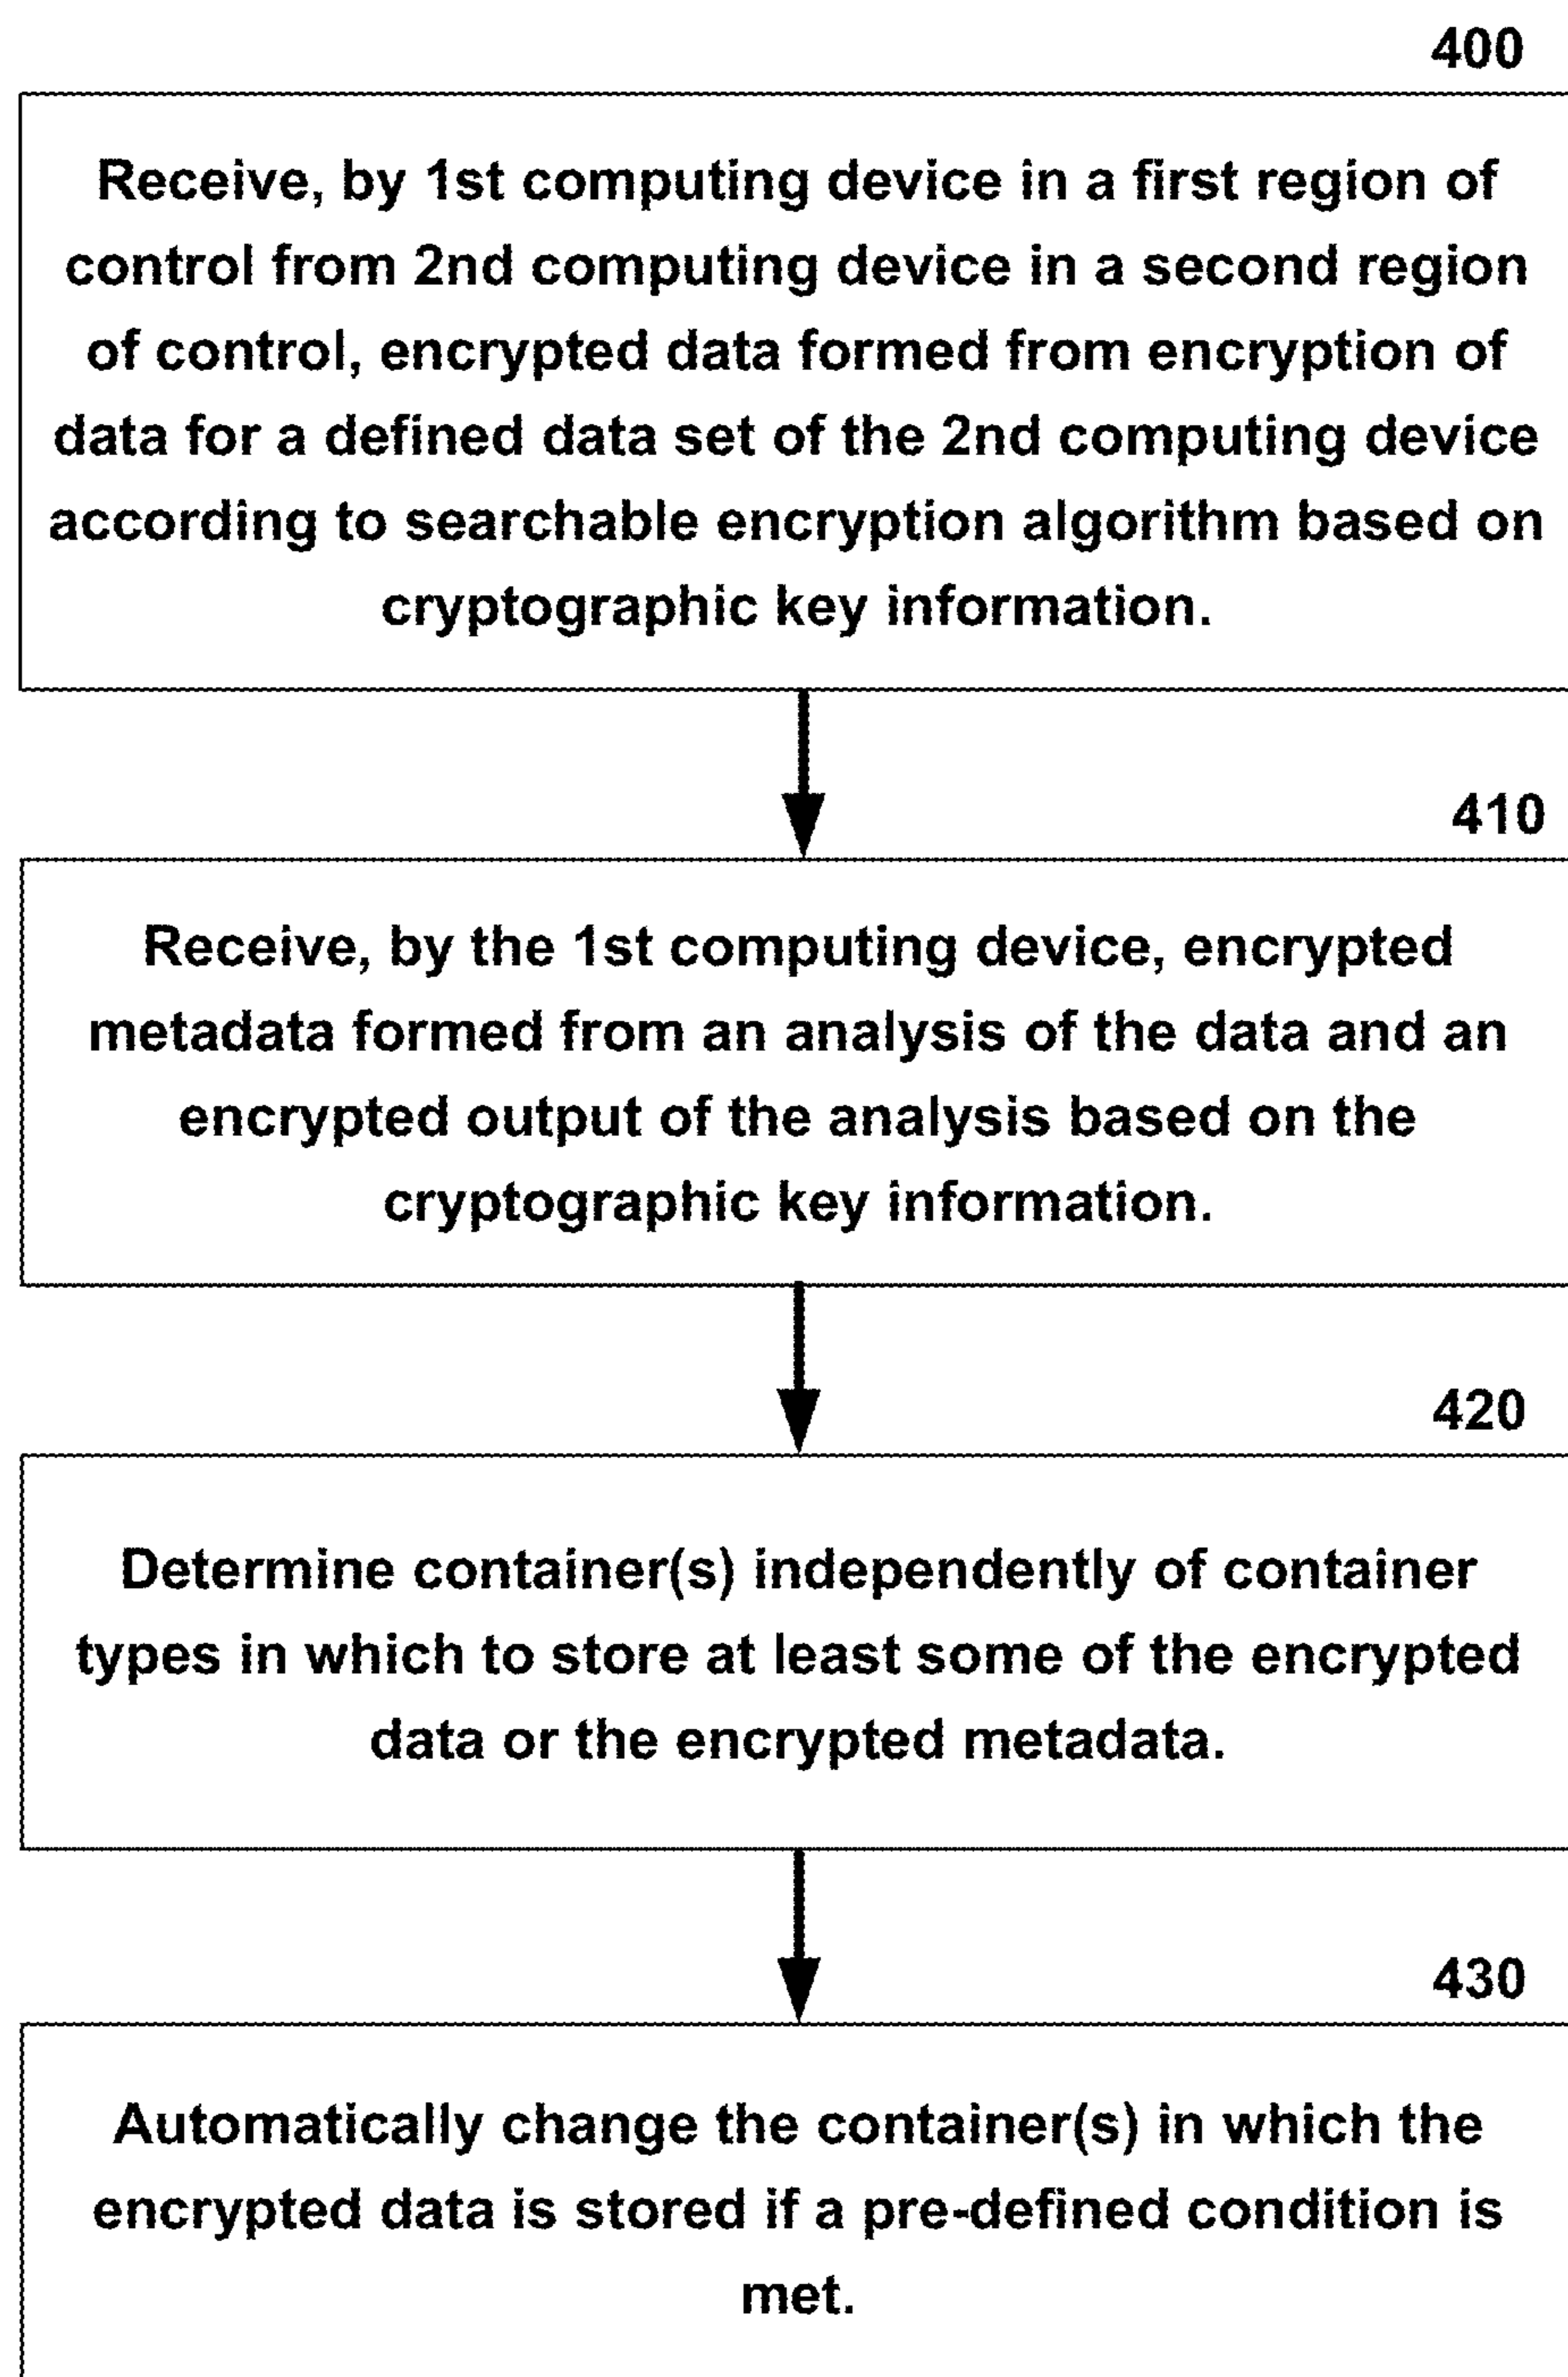 400
Receive, by 1st computing device in a first region of
control from 2nd computing device in a second region
of control, encrypted data formed from encryption of
data for a defined data set of the 2nd computing device
according to searchable encryption algorithm based on
cryptographic key information.
410
Receive, by the 1st computing device, encrypted
metadata formed from an analysis of the data and an
encrypted output of the analysis based on the
cryptographic key information.
420
Determine container(s) independently of container
types in which to store at least some of the encrypted
data or the encrypted metadata.
430
Automatically change the container(s) in which the
encrypted data is stored if a pre-defined condition is
met.